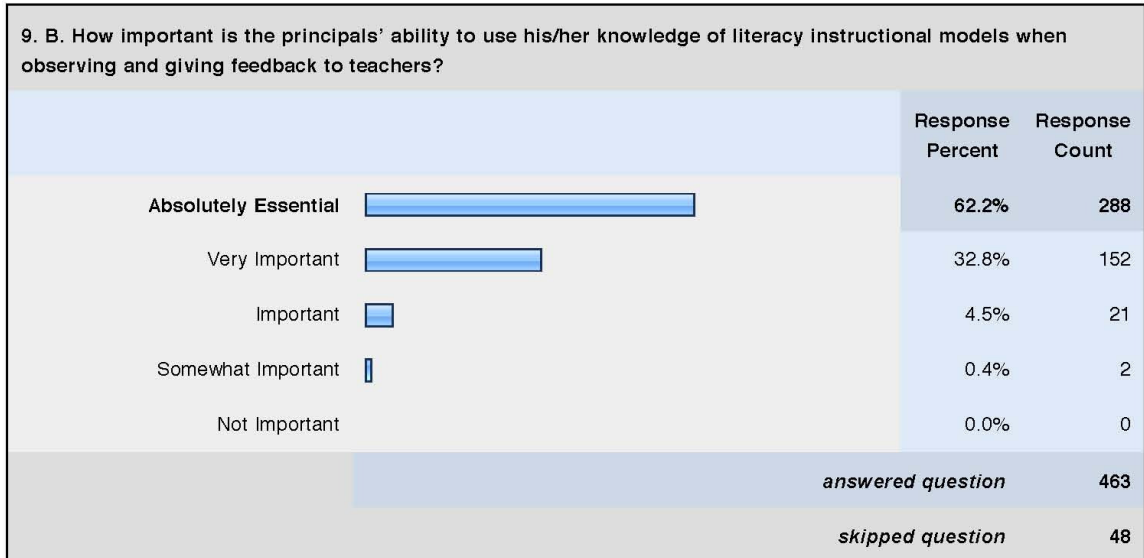 9. B. How important is the principals’ ability to use his/her knowledge of literacy instructional models when
observing and giving feedback to teachers?
Response Percent Response Count
Absolutely Essential 62.2% 288
Very Important 32.8% 152
Important 4.5% 21
Somewhat Important 0.4% 2
Not Important 0.0% 0
answered question 463
skipped question 48